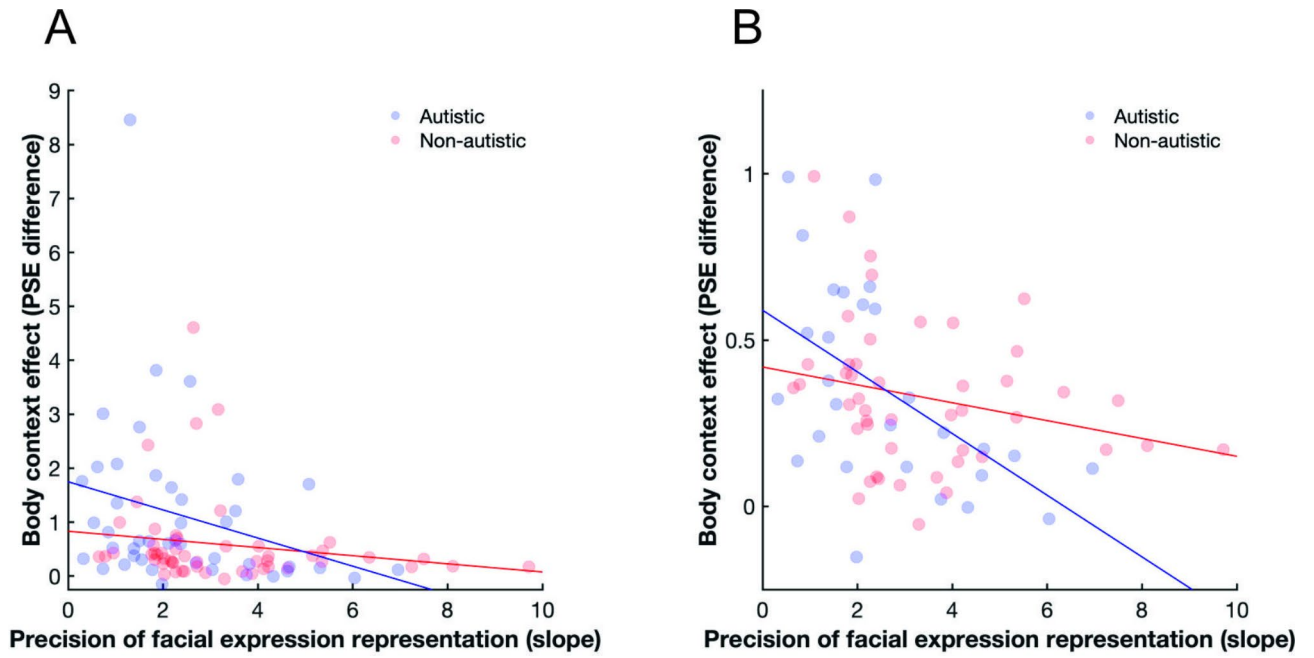 A
B
9
8
7
6
5
4
3
2
1
0
Body context effect (PSE difference)
Autistic
Non-autistic
0 2 4 6 8 10
Precision of facial expression representation (slope)
1
0.5
0
Body context effect (PSE difference)
Autistic
Non-autistic
0 2 4 6 8 10
Precision of facial expression representation (slope)